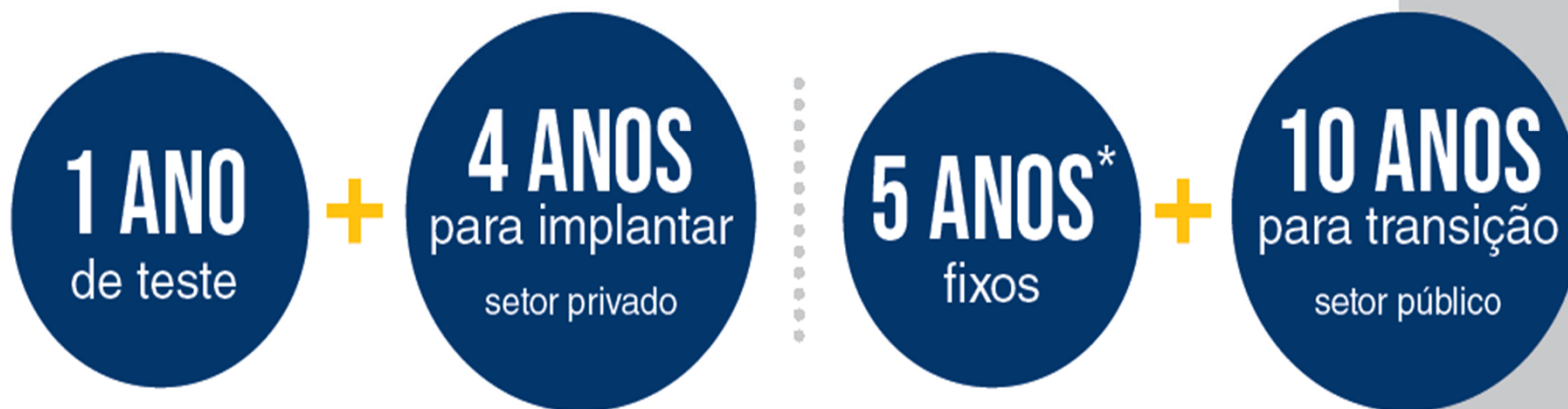 1 ANO
de teste
+
4 ANOS
para implantar
setor privado
5 ANOS*
fixos
+
10 ANOS
para transição
setor público